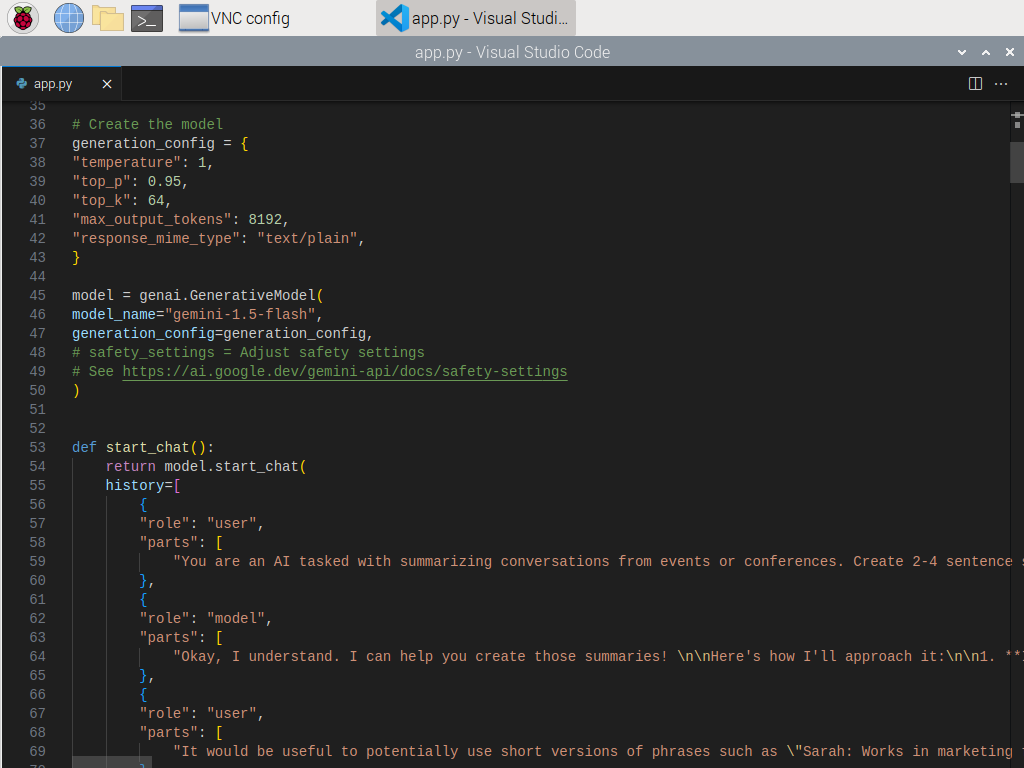 VNC config
app.py - Visual Studi...
app.py - Visual Studio Code
app.py
35
36 # Create the model
37 generation_config = {
38 "temperature": 1,
39 "top_p": 0.95,
40 "top_k": 64,
41 "max_output_tokens": 8192,
42 "response_mime_type": "text/plain",
43 }
44
45 model = genai.GenerativeModel(
46 model_name="gemini-1.5-flash",
47 generation_config=generation_config,
48 # safety_settings = Adjust safety settings
49 # See https://ai.google.dev/gemini-api/docs/safety-settings
50 )
51
52
53 def start_chat():
54     return model.start_chat(
55     history=[
56         {
57         "role": "user",
58         "parts": [
59             "You are an AI tasked with summarizing conversations from events or conferences. Create 2-4 sentence
60         },
61         {
62         "role": "model",
63         "parts": [
64             "Okay, I understand. I can help you create those summaries! \n\nHere's how I'll approach it:\n\n1. **
65         },
66         {
67         "role": "user",
68         "parts": [
69             "It would be useful to potentially use short versions of phrases such as \"Sarah: Works in marketing
70         }